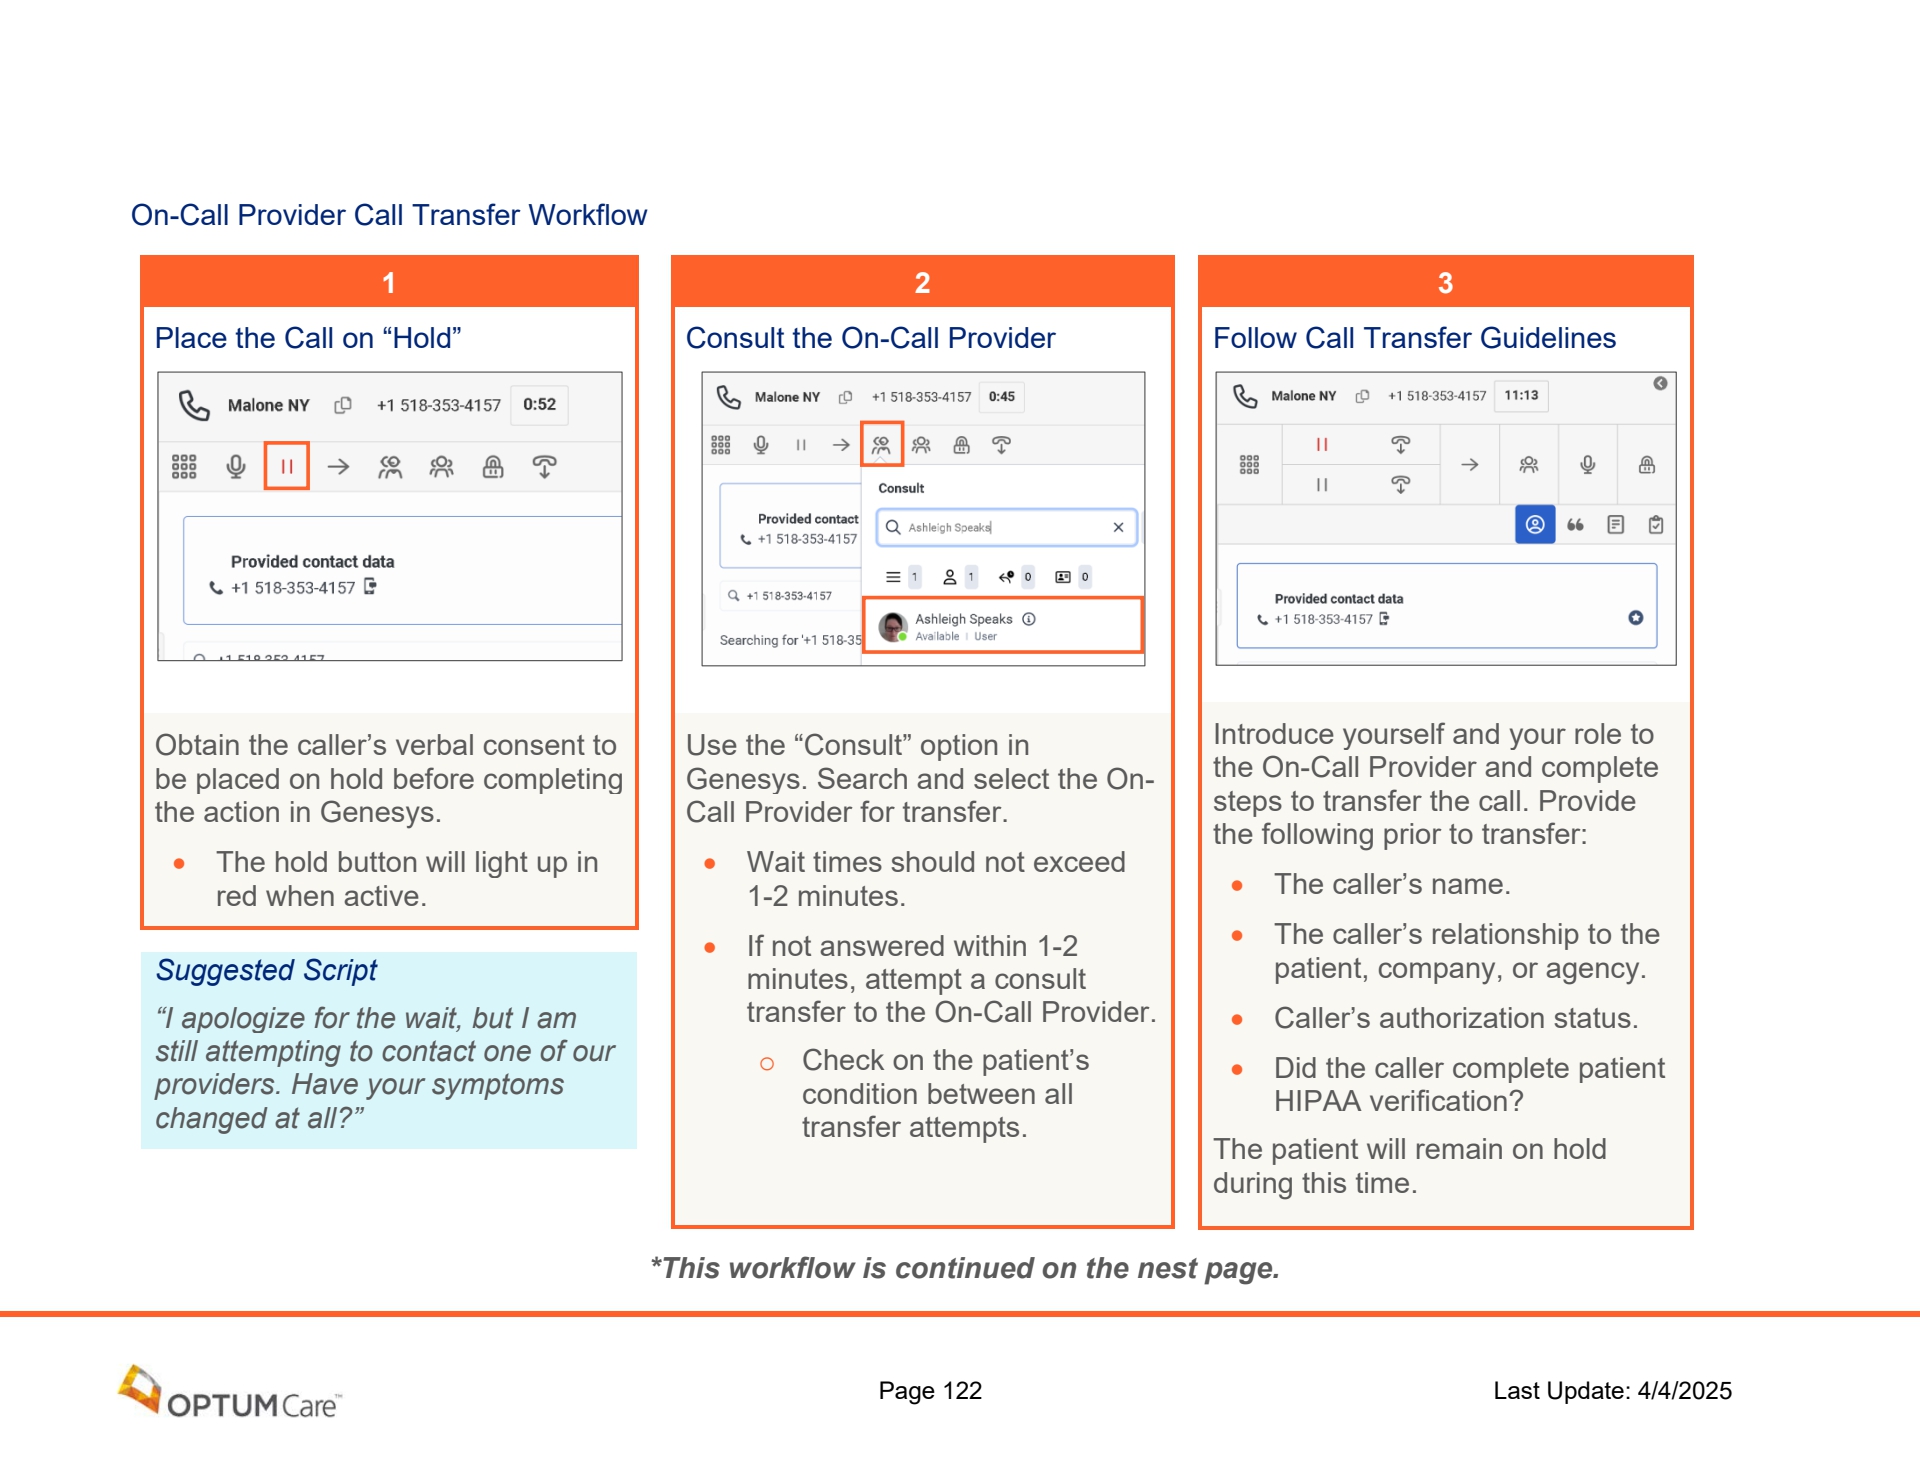 On-Call Provider Call Transfer Workflow
1
Place the Call on “Hold”
Malone NY +1 518-353-4157 0:52
Provided contact data
+1 518-353-4157
+1 518-353-4157
Obtain the caller’s verbal consent to
be placed on hold before completing
the action in Genesys.
• The hold button will light up in
red when active.
Suggested Script
“I apologize for the wait, but I am
still attempting to contact one of our
providers. Have your symptoms
changed at all?”
2
Consult the On-Call Provider
Malone NY +1 518-353-4157 0:45
Consult
Ashleigh Speaks
Provided contact
+1 518-353-4157
1 1 0 0
+1 518-353-4157
Ashleigh Speaks
Available | User
Searching for '+1 518-35
Use the “Consult” option in
Genesys. Search and select the On-
Call Provider for transfer.
• Wait times should not exceed
1-2 minutes.
• If not answered within 1-2
minutes, attempt a consult
transfer to the On-Call Provider.
o Check on the patient’s
condition between all
transfer attempts.
3
Follow Call Transfer Guidelines
Malone NY +1 518-353-4157 11:13
Provided contact data
+1 518-353-4157
Introduce yourself and your role to
the On-Call Provider and complete
steps to transfer the call. Provide
the following prior to transfer:
• The caller’s name.
• The caller’s relationship to the
patient, company, or agency.
• Caller’s authorization status.
• Did the caller complete patient
HIPAA verification?
The patient will remain on hold
during this time.
*This workflow is continued on the nest page.
OPTUMCare™
Page 122
Last Update: 4/4/2025